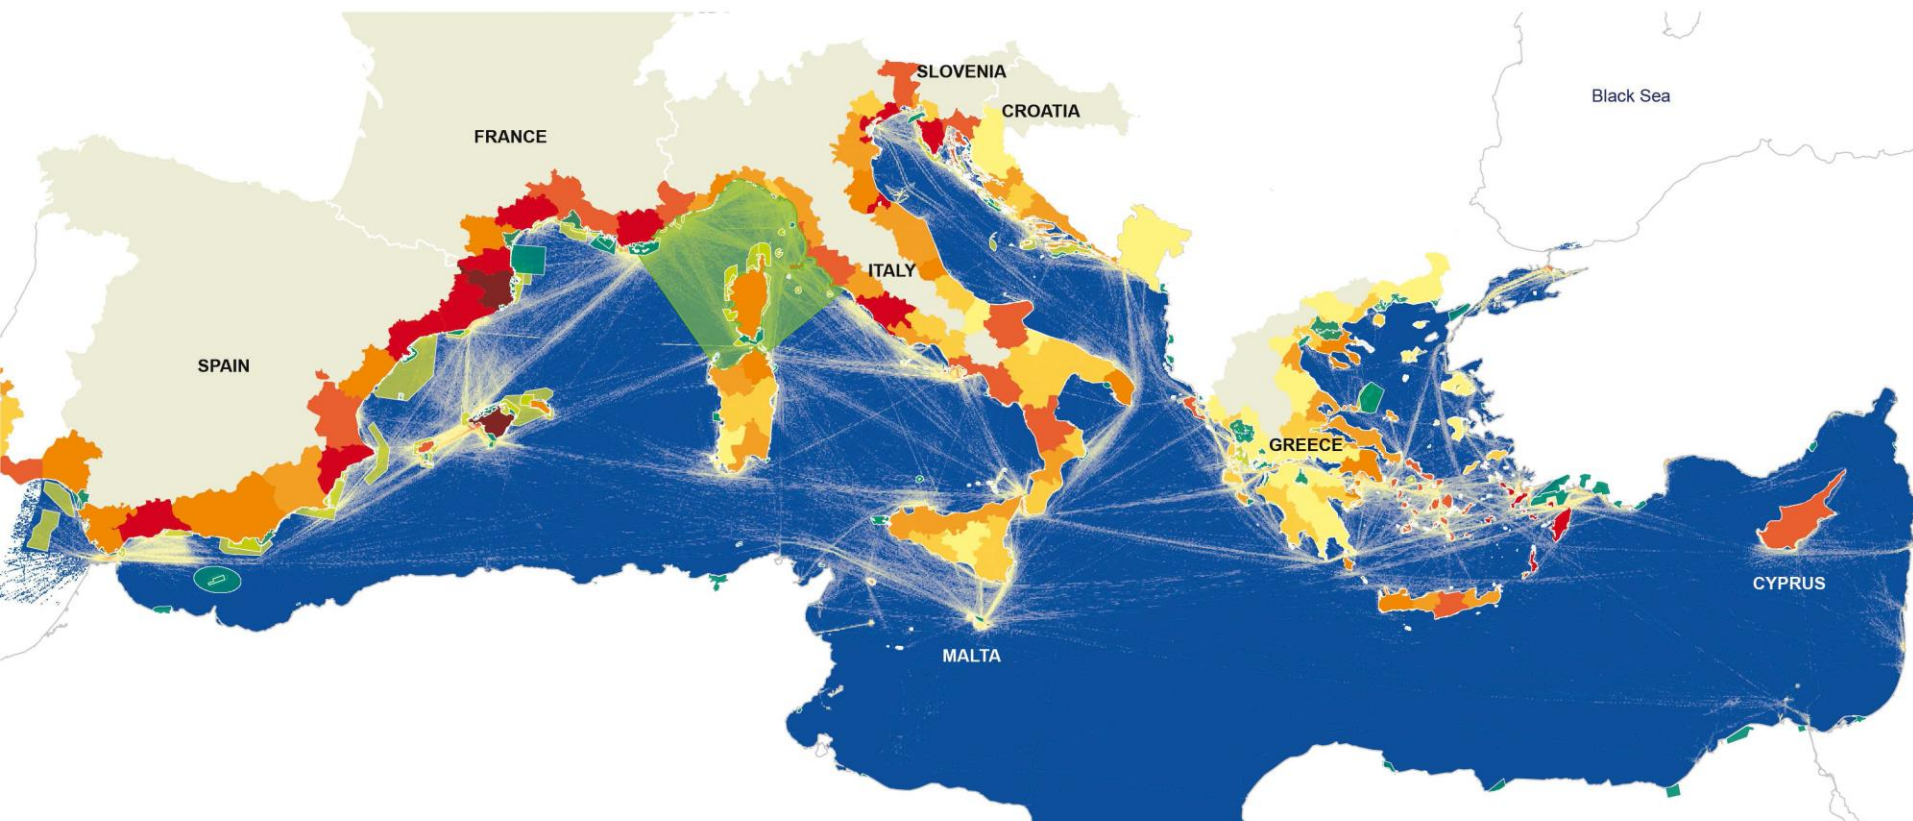 SLOVENIA
Black Sea
CROATIA
FRANCE
ITALY
SPAIN
GREECE
CYPRUS
MALTA